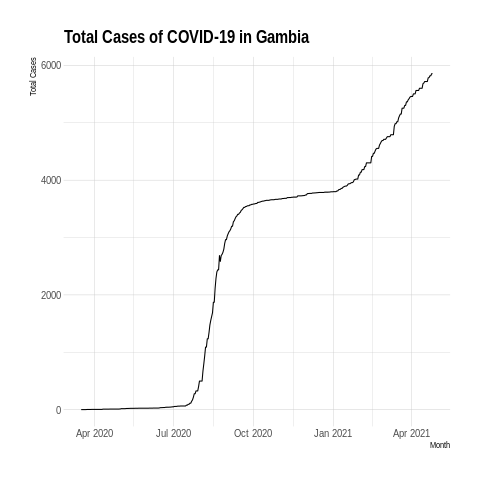 Total Cases of COVID-19 in Gambia
Total Cases
6000
4000
2000
0
Apr 2020 Jul 2020 Oct 2020 Jan 2021 Apr 2021
Month